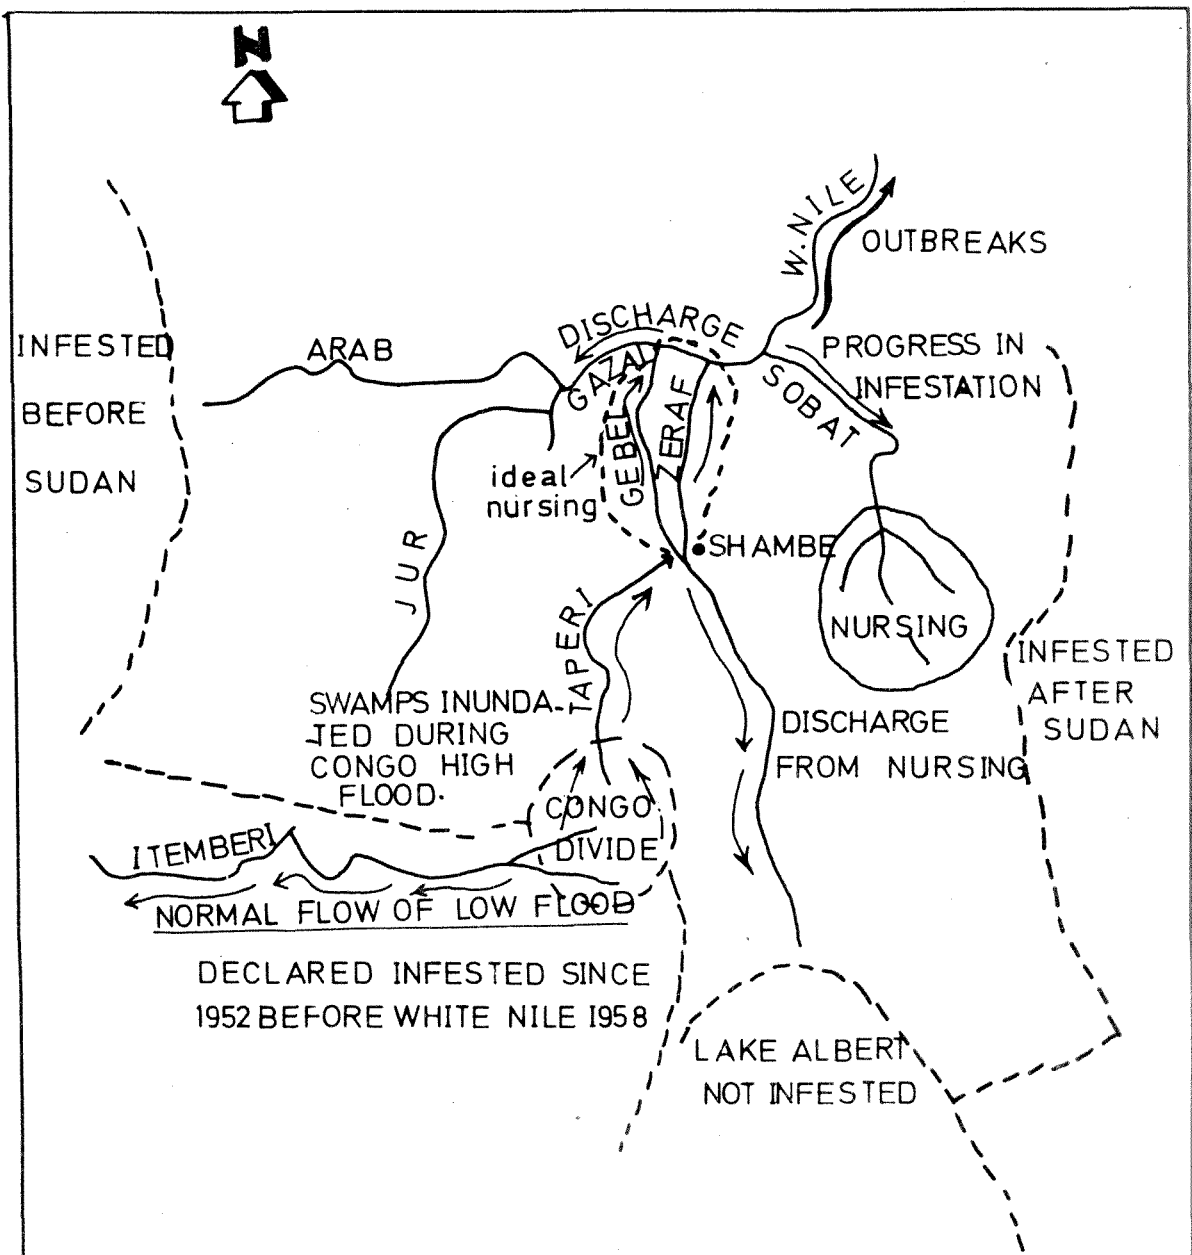 N
W. NILE
OUTBREAKS
DISCHARGE
INFESTED
BEFORE
SUDAN
ARAB
GAZAL
PROGRESS IN
INFESTATION
SOBAT
GEBEL
ZERAF
ideal
nursing
SHAMBE
JUR
TAPERI
NURSING
INFESTED
AFTER
SUDAN
SWAMPS INUNDA-
TED DURING
CONGO HIGH
FLOOD.
DISCHARGE
FROM NURSING
CONGO
DIVIDE
ITEMBERI
NORMAL FLOW OF LOW FLOOD
DECLARED INFESTED SINCE
1952 BEFORE WHITE NILE 1958
LAKE ALBERT
NOT INFESTED